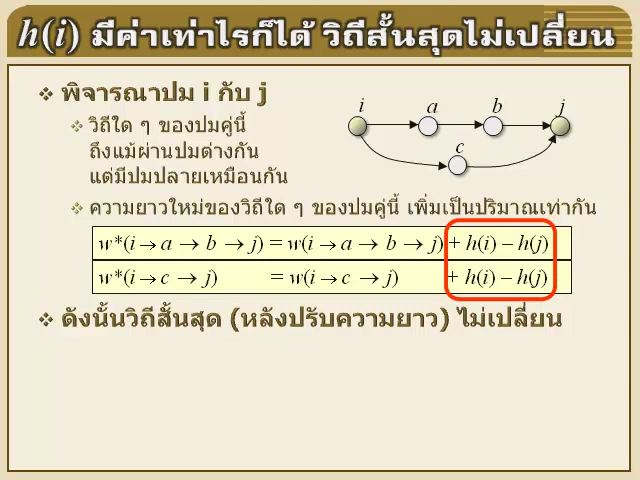 h(i) มีค่าเท่าไรก็ได้ วิถีสั้นสุดไม่เปลี่ยน
❖ พิจารณาปม i กับ j
❖ วิถีใด ๆ ของปมคู่นี้
ถึงแม้ผ่านปมต่างกัน
แต่มีปมปลายเหมือนกัน
i a b j
c
❖ ความยาวใหม่ของวิถีใด ๆ ของปมคู่นี้ เพิ่มเป็นปริมาณเท่ากัน
w*(i → a → b → j) = w(i → a → b → j) + h(i) – h(j)
w*(i → c → j) = w(i → c → j) + h(i) – h(j)
❖ ดังนั้นวิถีสั้นสุด (หลังปรับความยาว) ไม่เปลี่ยน